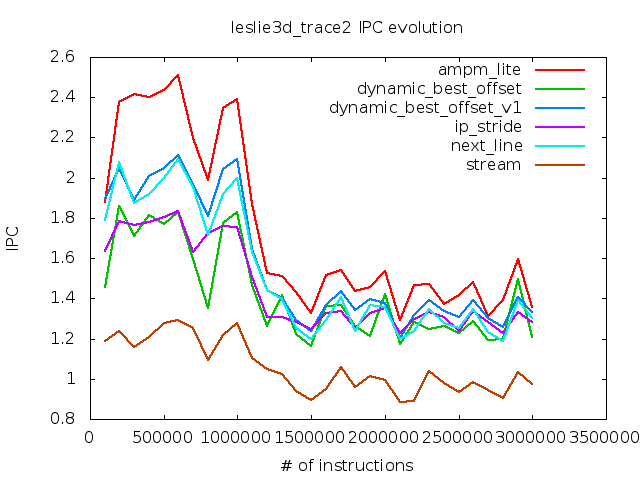 leslie3d_trace2 IPC evolution
2.6
2.4
2.2
2
1.8
1.6
1.4
1.2
1
0.8
IPC
ampm_lite
dynamic_best_offset
dynamic_best_offset_v1
ip_stride
next_line
stream
0 500000 1000000 1500000 2000000 2500000 3000000 3500000
# of instructions